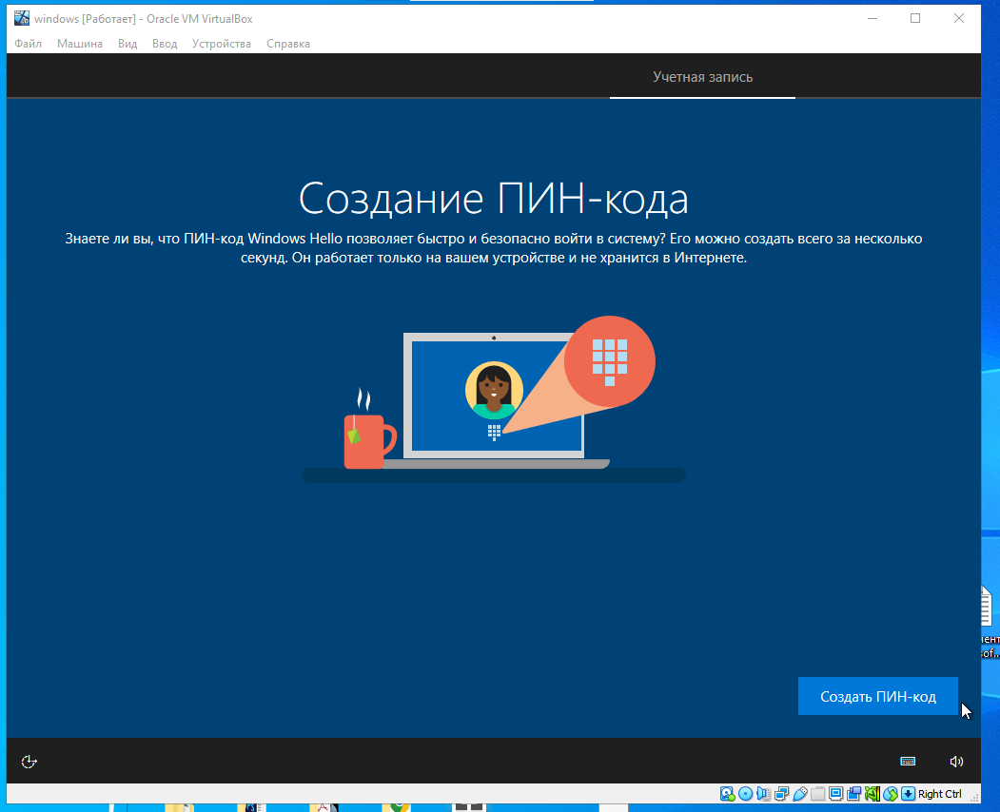 windows [Работает] - Oracle VM VirtualBox
Файл Машина Вид Ввод Устройства Справка
Учетная запись
Создание ПИН-кода
Знаете ли вы, что ПИН-код Windows Hello позволяет быстро и безопасно войти в систему? Его можно создать всего за несколько
секунд. Он работает только на вашем устройстве и не хранится в Интернете.
Создать ПИН-код
Right Ctrl